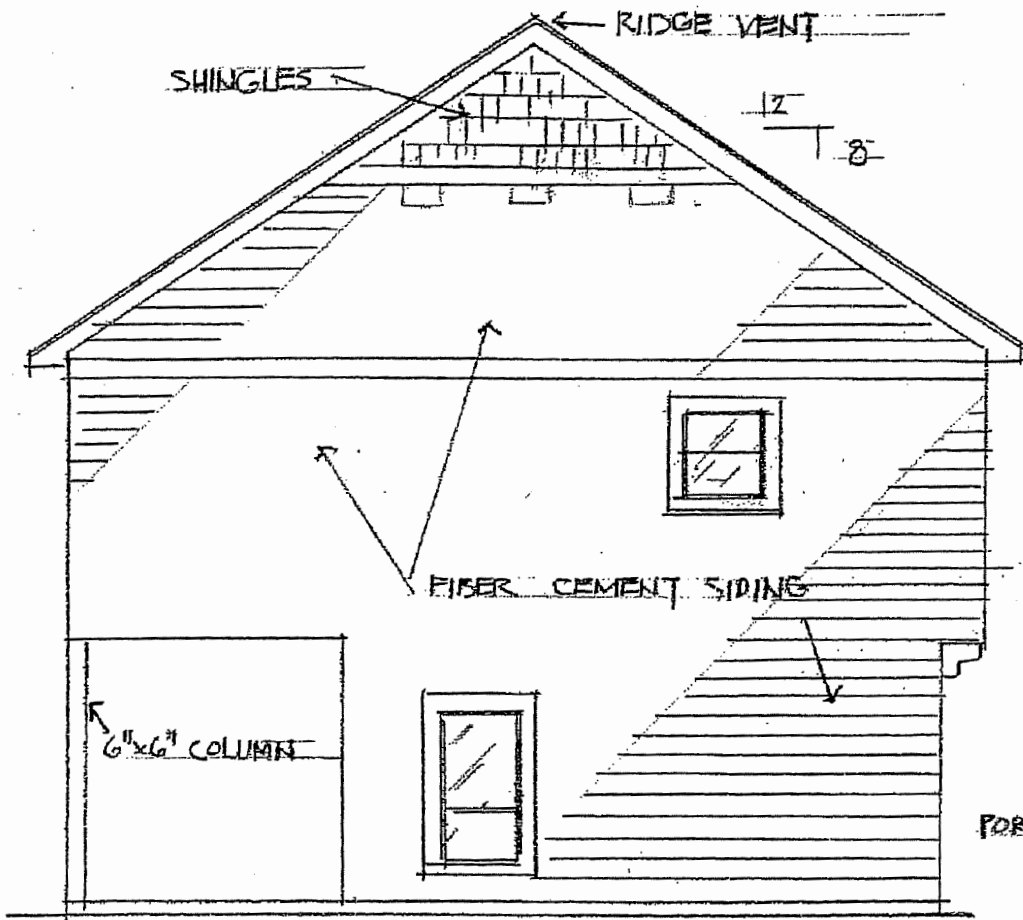 RIDGE VENT
SHINGLES
12
8
FIBER CEMENT SIDING
6"x6" COLUMN